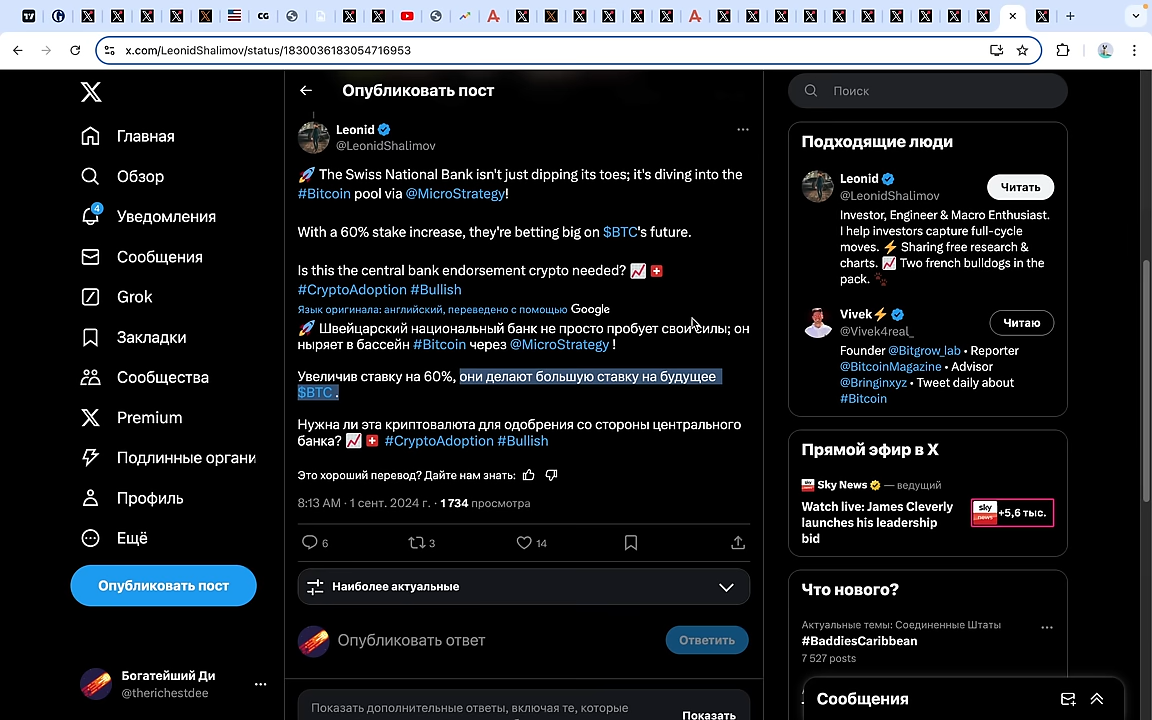 CG
x.com/LeonidShalimov/status/1830036183054716953
Главная
Обзор
4
Уведомления
Сообщения
Grok
Закладки
Сообщества
Premium
Подлинные органи
Профиль
Ещё
Опубликовать пост
Богатейший Ди
@therichestdee
Опубликовать пост
Leonid
@LeonidShalimov
🚀 The Swiss National Bank isn't just dipping its toes; it's diving into the
#Bitcoin pool via @MicroStrategy!
With a 60% stake increase, they're betting big on $BTC's future.
Is this the central bank endorsement crypto needed? 📈 🇨🇭
#CryptoAdoption #Bullish
Язык оригинала: английский, переведено с помощью Google
🚀 Швейцарский национальный банк не просто пробует свои силы; он
ныряет в бассейн #Bitcoin через @MicroStrategy !
Увеличив ставку на 60%, они делают большую ставку на будущее
$BTC .
Нужна ли эта криптовалюта для одобрения со стороны центрального
банка? 📈 🇨🇭 #CryptoAdoption #Bullish
Это хороший перевод? Дайте нам знать:
8:13 AM · 1 сент. 2024 г. · 1 734 просмотра
6 3 14
Наиболее актуальные
Опубликовать ответ
Ответить
Показать дополнительные ответы, включая те, которые
Показать
Поиск
Подходящие люди
Leonid
@LeonidShalimov
Читать
Investor, Engineer & Macro Enthusiast.
I help investors capture full-cycle
moves. ⚡ Sharing free research &
charts. 📈 Two french bulldogs in the
pack. 🐾
Vivek⚡
@Vivek4real_
Читаю
Founder @Bitgrow_lab • Reporter
@BitcoinMagazine • Advisor
@Bringinxyz • Tweet daily about
#Bitcoin
Прямой эфир в X
Sky News — ведущий
Watch live: James Cleverly
launches his leadership
bid
sky
news
+5,6 тыс.
Что нового?
Актуальные темы: Соединенные Штаты
#BaddiesCaribbean
7 527 posts
Сообщения